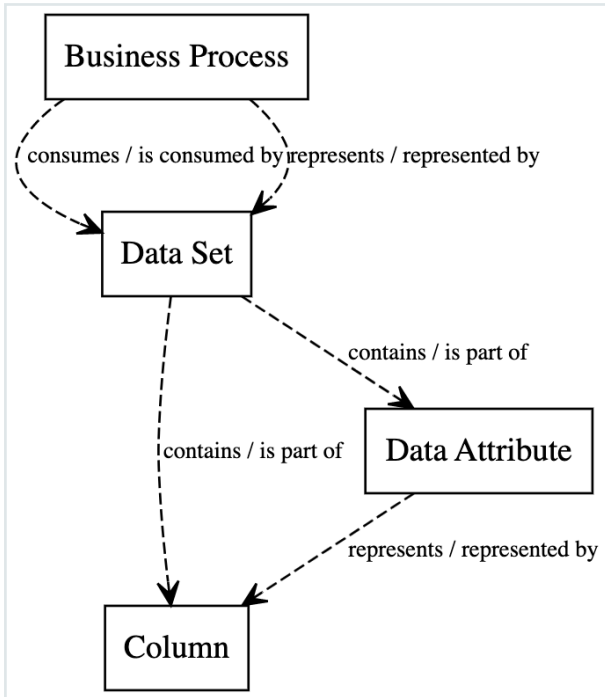 Business Process
consumes / is consumed by represents / represented by
Data Set
contains / is part of
Data Attribute
contains / is part of
represents / represented by
Column